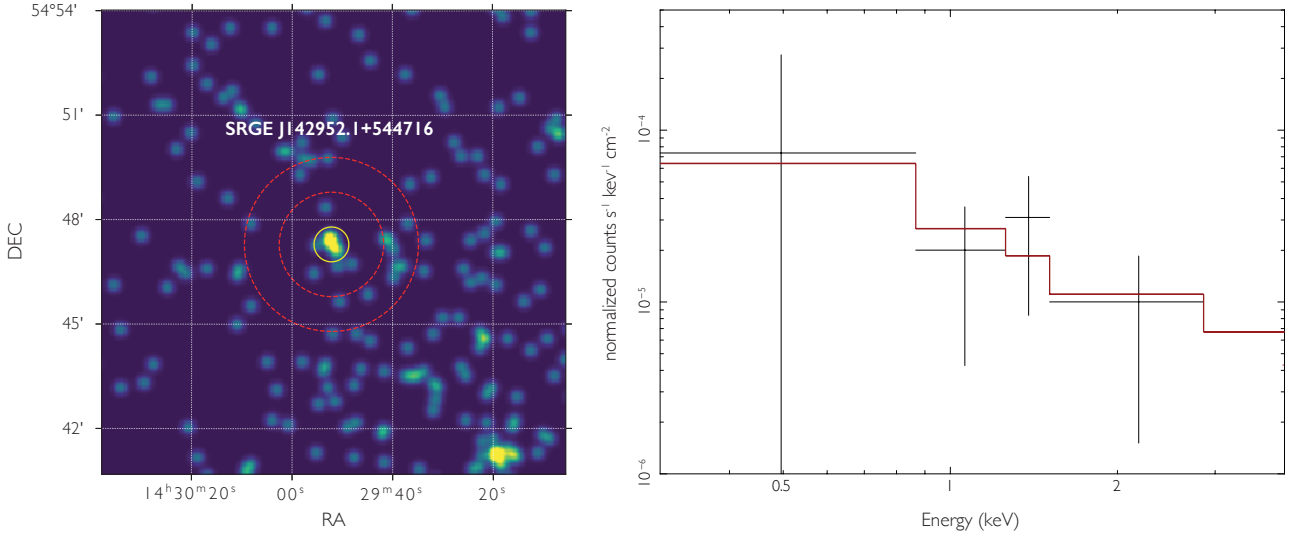 54°54'
51'
48'
45'
42'
DEC
SRGE J142952.1+544716
14ʰ30ᵐ20ˢ
00ˢ
29ᵐ40ˢ
20ˢ
RA
normalized counts s⁻¹ kev⁻¹ cm⁻²
10⁻⁴
10⁻⁵
10⁻⁶
0.5
1
2
Energy (keV)